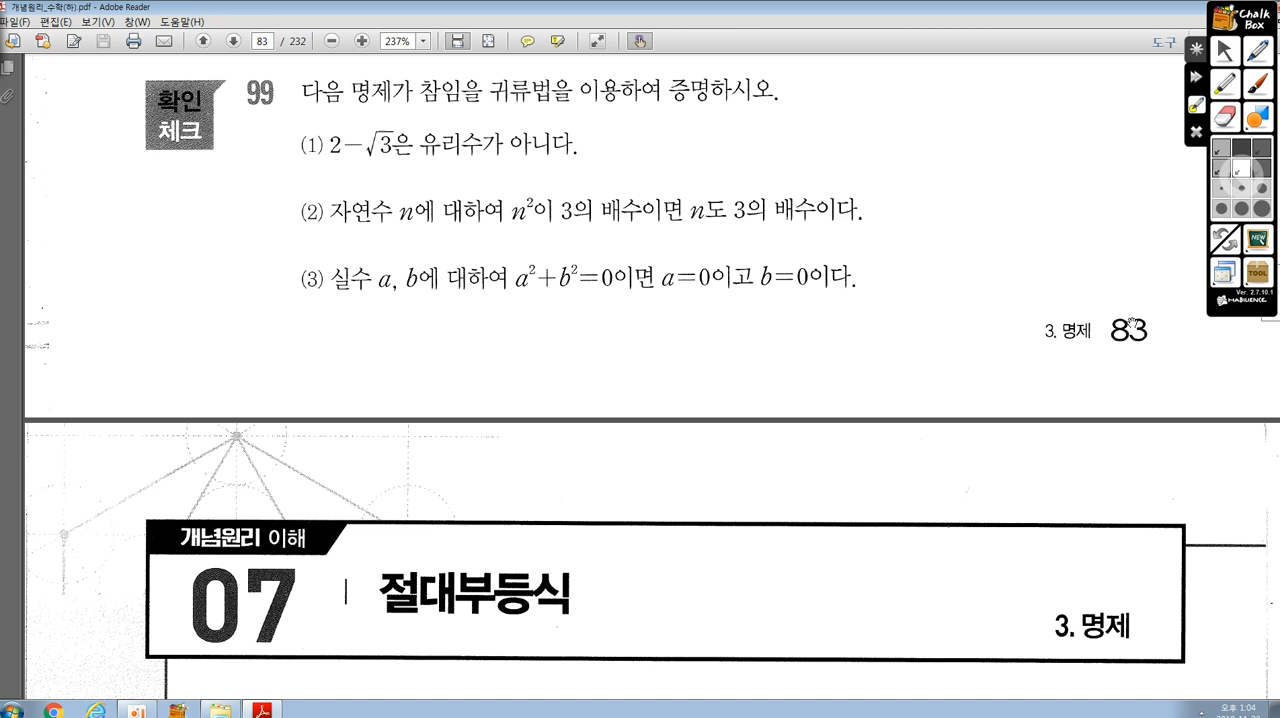 개념원리_수학(하).pdf - Adobe Reader
파일(F) 편집(E) 보기(V) 창(W) 도움말(H)
83 / 232 237% 도구
Chalk Box
확인 체크
99 다음 명제가 참임을 귀류법을 이용하여 증명하시오.
(1) 2-√3은 유리수가 아니다.
(2) 자연수 n에 대하여 n²이 3의 배수이면 n도 3의 배수이다.
(3) 실수 a, b에 대하여 a²+b²=0이면 a=0이고 b=0이다.
NEW
TOOL
Ver. 2.7.10.1
HABILIENCE
3. 명제 83
개념원리 이해
07 절대부등식
3. 명제
오후 1:04